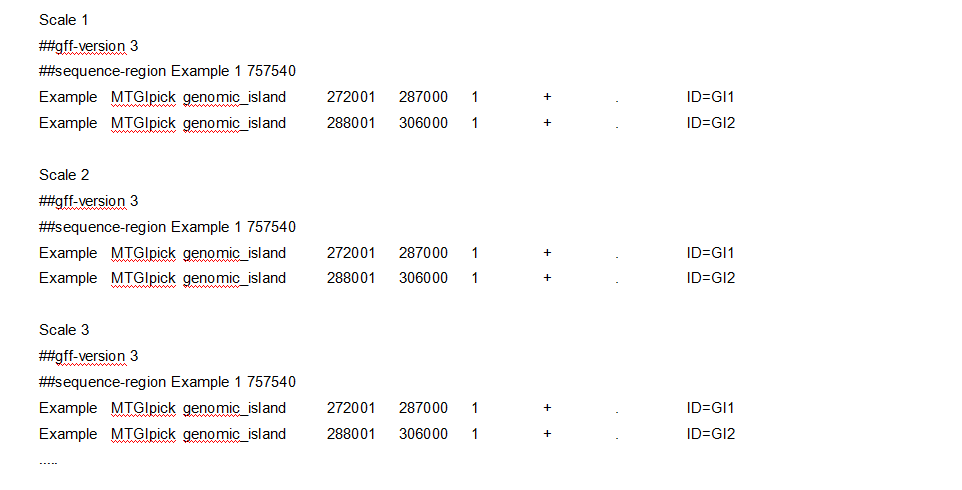 Scale 1
##gff-version 3
##sequence-region Example 1 757540
Example MTGIpick genomic_island 272001 287000 1 + . ID=GI1
Example MTGIpick genomic_island 288001 306000 1 + . ID=GI2
Scale 2
##gff-version 3
##sequence-region Example 1 757540
Example MTGIpick genomic_island 272001 287000 1 + . ID=GI1
Example MTGIpick genomic_island 288001 306000 1 + . ID=GI2
Scale 3
##gff-version 3
##sequence-region Example 1 757540
Example MTGIpick genomic_island 272001 287000 1 + . ID=GI1
Example MTGIpick genomic_island 288001 306000 1 + . ID=GI2
.....